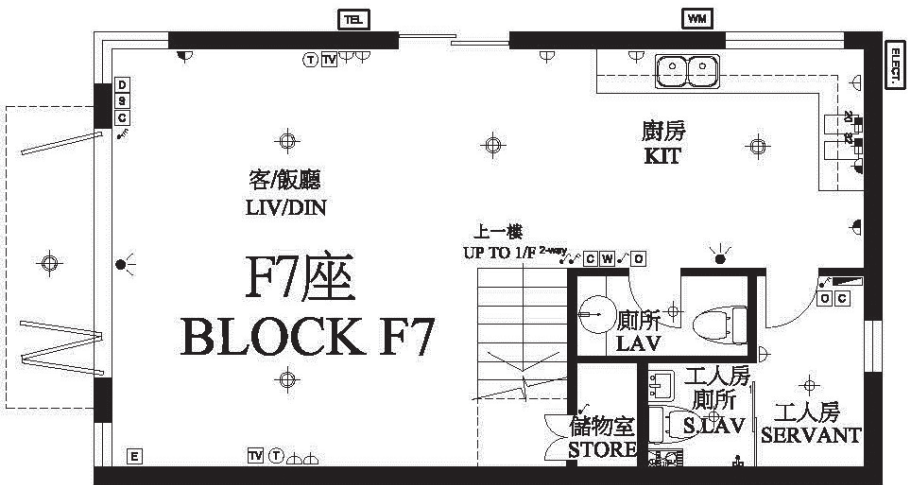 TEL
WM
ELECT.
T TV
D
S
C
20
32
廚房
KIT
客/飯廳
LIV/DIN
上一樓
UP TO 1/F 2-way
C W O
F7座
BLOCK F7
O C
廁所
LAV
工人房
廁所
S.LAV
工人房
SERVANT
儲物室
STORE
E
TV T